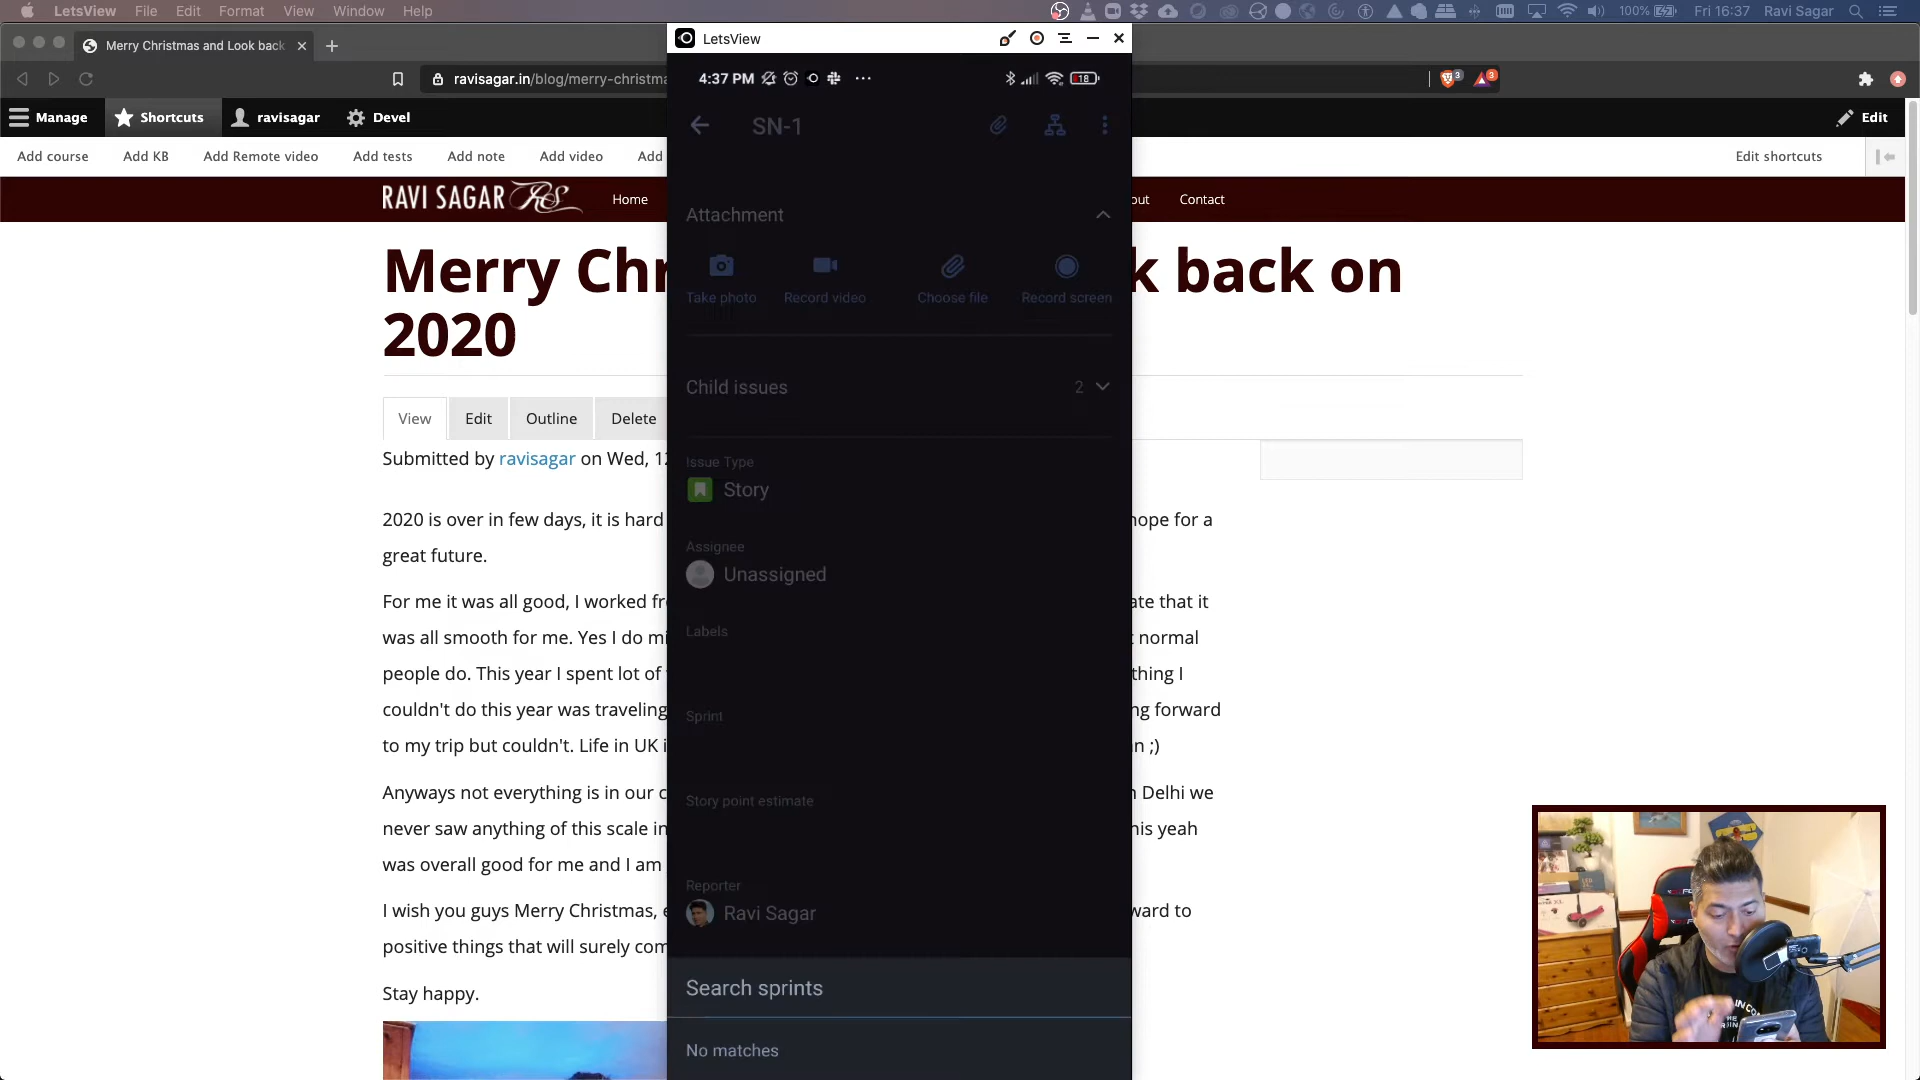 LetsView File Edit Format View Window Help 100% Fri 16:37 Ravi Sagar
Merry Christmas and Look back
LetsView
ravisagar.in/blog/merry-christma
3
3
4:37 PM 18
Manage Shortcuts ravisagar Devel Edit
SN-1
Add course Add KB Add Remote video Add tests Add note Add video Add Edit shortcuts
RAVI SAGAR RS Home out Contact
Attachment
Merry Chr k back on
2020
Take photo Record video Choose file Record screen
Child issues 2
View Edit Outline Delete
Submitted by ravisagar on Wed, 12
Issue Type
Story
2020 is over in few days, it is hard hope for a
great future.
Assignee
Unassigned
For me it was all good, I worked fr ate that it
was all smooth for me. Yes I do mi normal
Labels
people do. This year I spent lot of thing I
couldn't do this year was traveling ng forward
Sprint
to my trip but couldn't. Life in UK i n ;)
Anyways not everything is in our c n Delhi we
Story point estimate
never saw anything of this scale in his yeah
was overall good for me and I am
Reporter
Ravi Sagar
I wish you guys Merry Christmas, e ward to
positive things that will surely com
Search sprints
Stay happy.
No matches